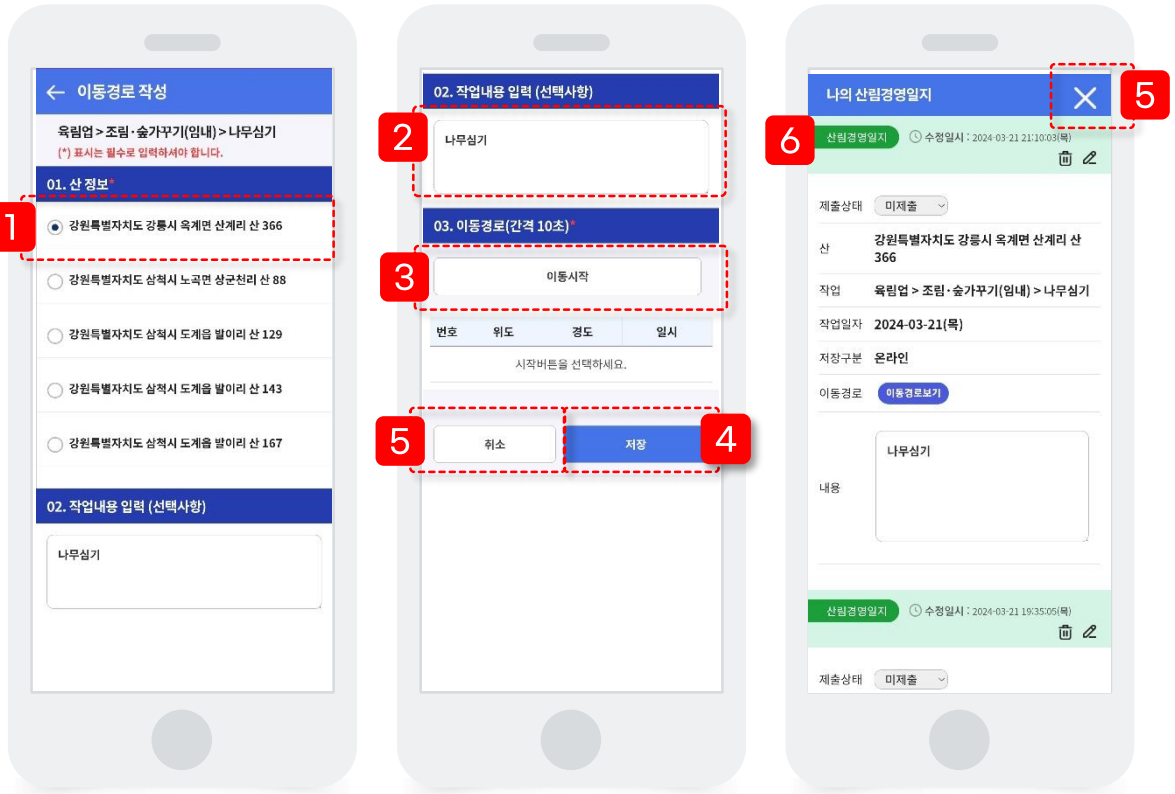 이동경로 작성
육림업 > 조림·숲가꾸기(임내) > 나무심기
(*) 표시는 필수로 입력하셔야 합니다.
01. 산 정보*
1
강원특별자치도 강릉시 옥계면 산계리 산 366
강원특별자치도 삼척시 노곡면 상군천리 산 88
강원특별자치도 삼척시 도계읍 발이리 산 129
강원특별자치도 삼척시 도계읍 발이리 산 143
강원특별자치도 삼척시 도계읍 발이리 산 167
02. 작업내용 입력 (선택사항)
나무심기
02. 작업내용 입력 (선택사항)
2
나무심기
03. 이동경로(간격 10초)*
3
이동시작
번호 위도 경도 일시
시작버튼을 선택하세요.
5
취소
저장
4
나의 산림경영일지
5
6
산림경영일지 수정일시 : 2024-03-21 21:10:03(목)
제출상태 미제출
산 강원특별자치도 강릉시 옥계면 산계리 산
366
작업 육림업 > 조림·숲가꾸기(임내) > 나무심기
작업일자 2024-03-21(목)
저장구분 온라인
이동경로 이동경로보기
나무심기
내용
산림경영일지 수정일시 : 2024-03-21 19:35:05(목)
제출상태 미제출